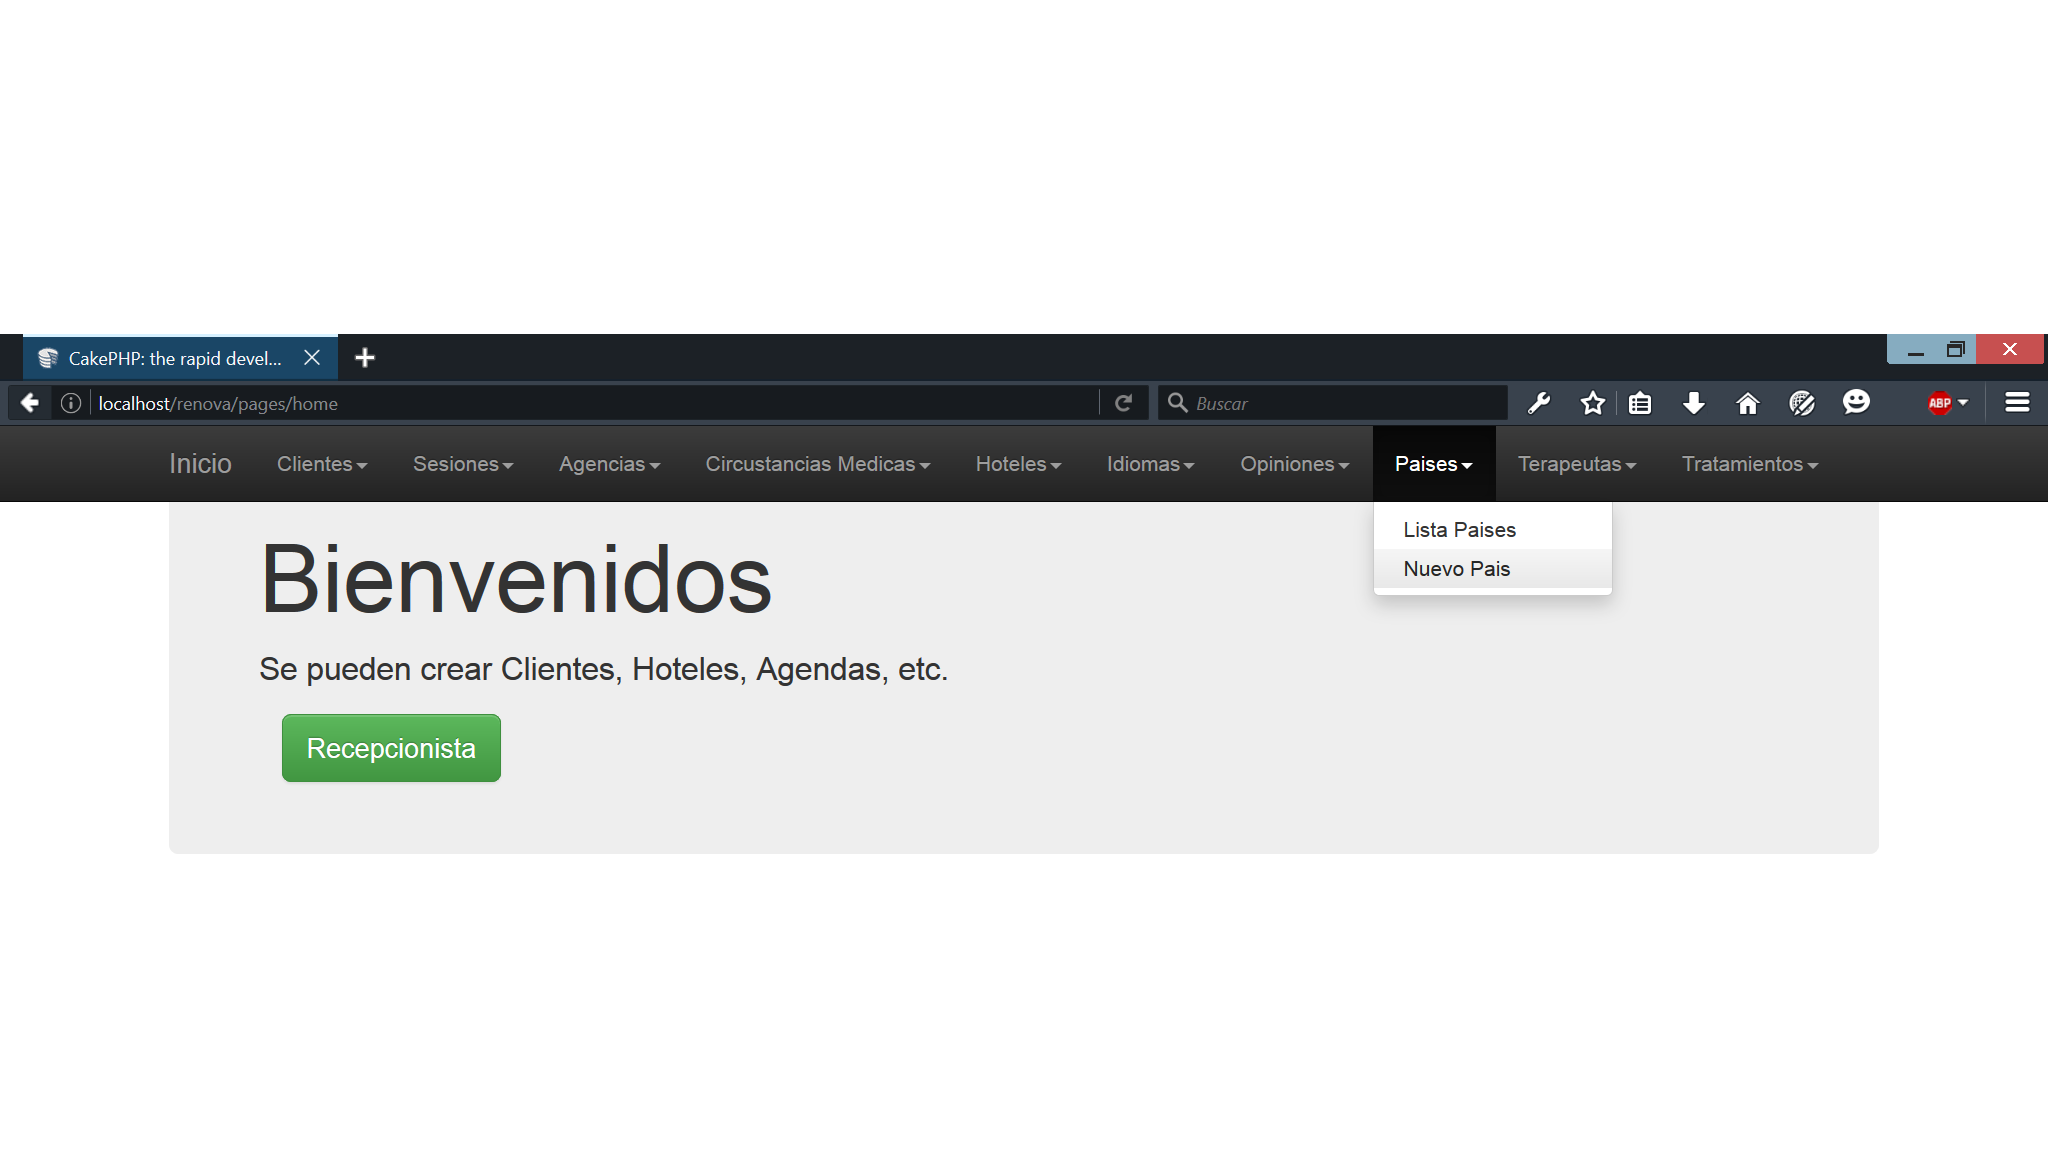 CakePHP: the rapid devel...
localhost/renova/pages/home
Buscar
ABP
Inicio Clientes Sesiones Agencias Circustancias Medicas Hoteles Idiomas Opiniones Paises Terapeutas Tratamientos
Lista Paises
Nuevo Pais
Bienvenidos
Se pueden crear Clientes, Hoteles, Agendas, etc.
Recepcionista